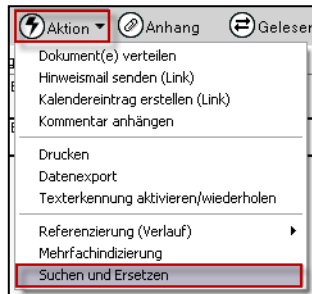 Aktion Anhang Gelesen
Dokument(e) verteilen
Hinweismail senden (Link)
Kalendereintrag erstellen (Link)
Kommentar anhängen
Drucken
Datenexport
Texterkennung aktivieren/wiederholen
Referenzierung (Verlauf)
Mehrfachindizierung
Suchen und Ersetzen